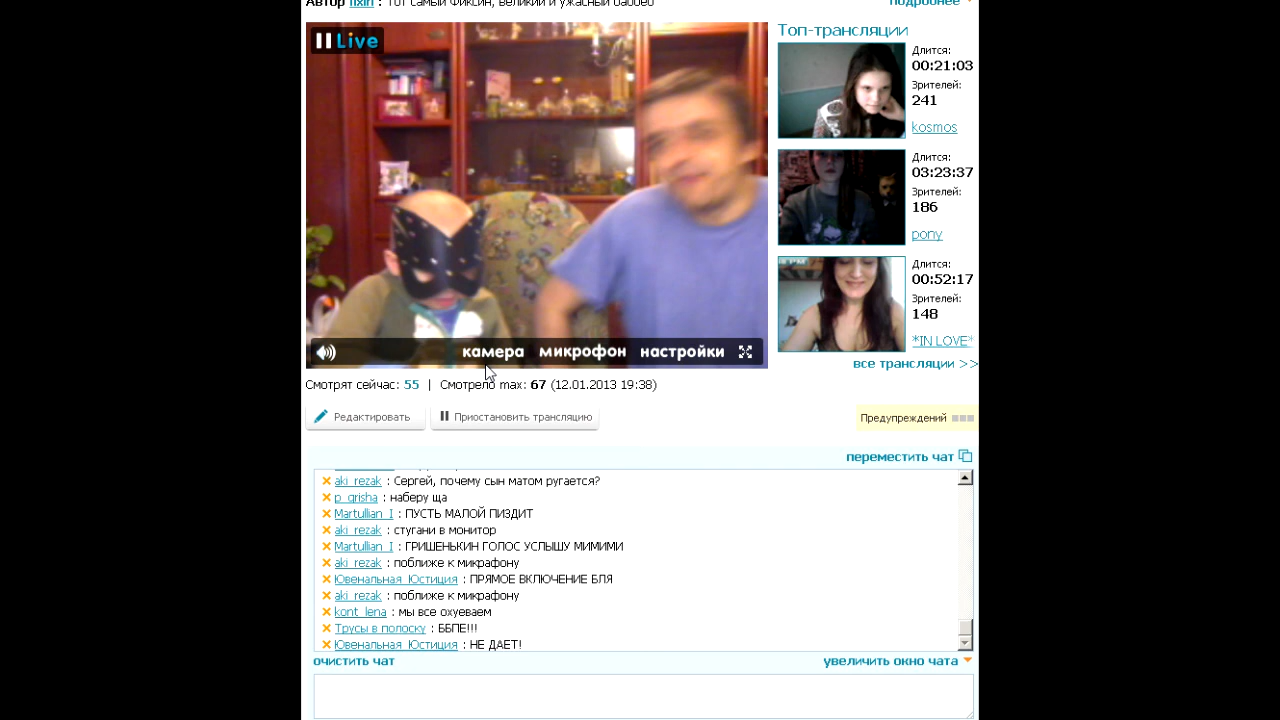 Автор fixin : Тот самый Фиксин, великий и ужасный
подробнее
Live
камера микрофон настройки
Смотрят сейчас: 55 | Смотрело max: 67 (12.01.2013 19:38)
Редактировать
Приостановить трансляцию
Предупреждений
Топ-трансляции
Длится:
00:21:03
Зрителей:
241
kosmos
Длится:
03:23:37
Зрителей:
186
pony
Длится:
00:52:17
Зрителей:
148
*IN LOVE*
все трансляции >>
переместить чат
aki_rezak : Сергей, почему сын матом ругается?
p_grisha : наберу ща
Martullian_I : ПУСТЬ МАЛОЙ ПИЗДИТ
aki_rezak : стугани в монитор
Martullian_I : ГРИШЕНЬКИН ГОЛОС УСЛЫШУ МИМИМИ
aki_rezak : поближе к микрафону
Ювенальная_Юстиция : ПРЯМОЕ ВКЛЮЧЕНИЕ БЛЯ
aki_rezak : поближе к микрафону
kont_lena : мы все охуеваем
Трусы в полоску : ББПЕ!!!
Ювенальная_Юстиция : НЕ ДАЕТ!
очистить чат
увеличить окно чата